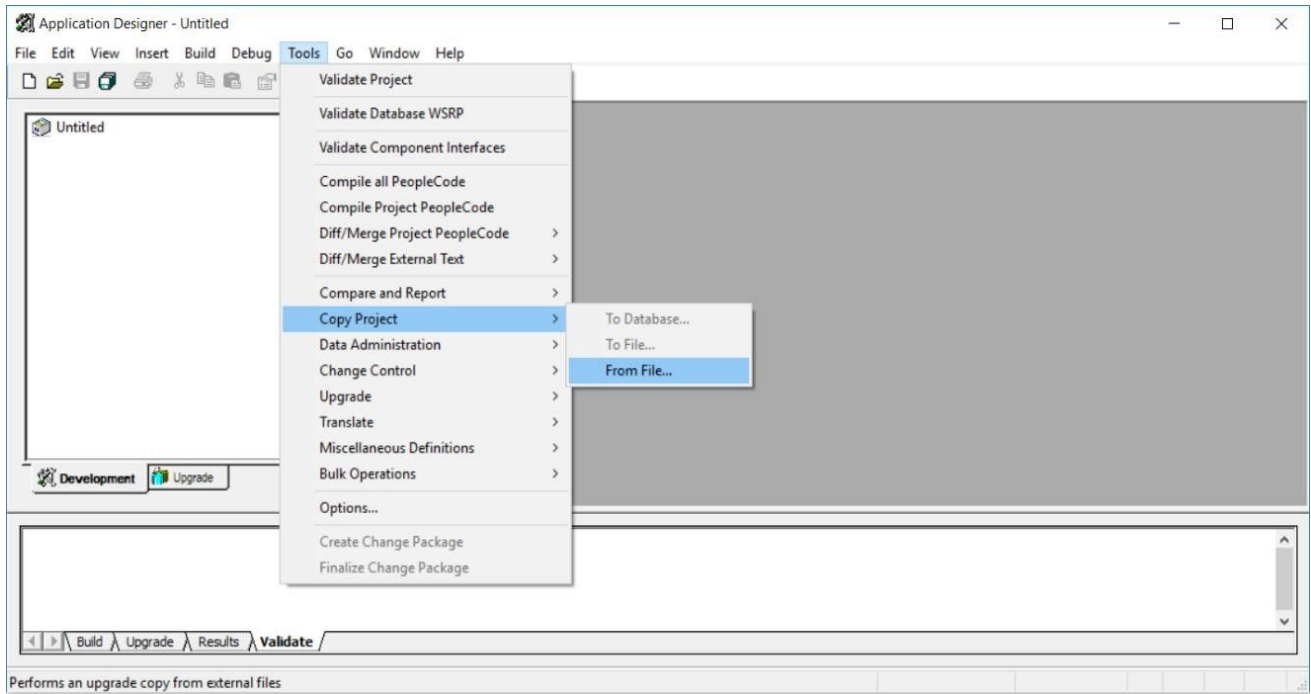 Application Designer - Untitled
File Edit View Insert Build Debug Tools Go Window Help
Untitled
Validate Project
Validate Database WSRP
Validate Component Interfaces
Compile all PeopleCode
Compile Project PeopleCode
Diff/Merge Project PeopleCode
Diff/Merge External Text
Compare and Report
Copy Project
Data Administration
Change Control
Upgrade
Translate
Miscellaneous Definitions
Bulk Operations
Options...
Create Change Package
Finalize Change Package
To Database...
To File...
From File...
Development Upgrade
Build Upgrade Results Validate
Performs an upgrade copy from external files